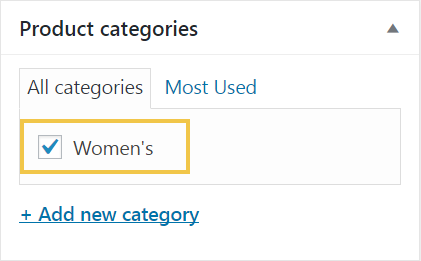 Product categories
All categories Most Used
Women's
+ Add new category